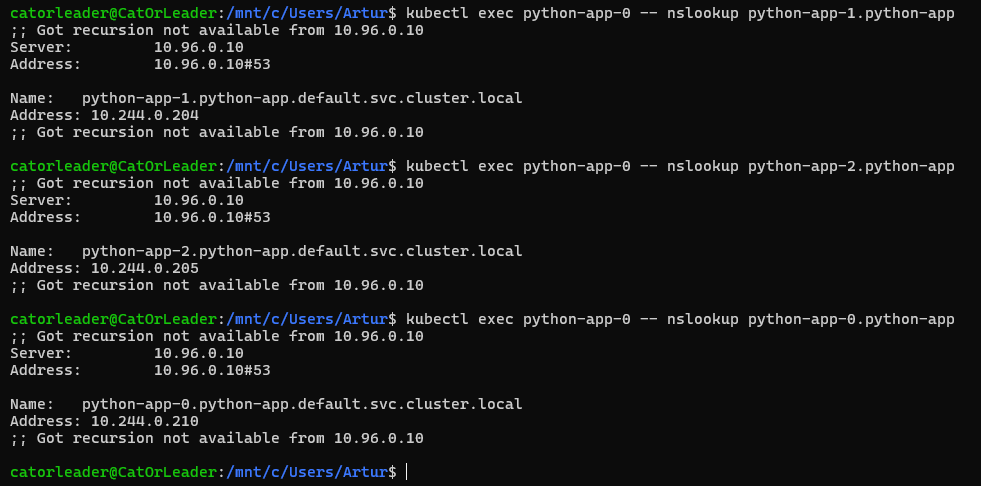 catorleader@CatOrLeader:/mnt/c/Users/Artur$ kubectl exec python-app-0 -- nslookup python-app-1.python-app
;; Got recursion not available from 10.96.0.10
Server:         10.96.0.10
Address:        10.96.0.10#53

Name:   python-app-1.python-app.default.svc.cluster.local
Address: 10.244.0.204
;; Got recursion not available from 10.96.0.10

catorleader@CatOrLeader:/mnt/c/Users/Artur$ kubectl exec python-app-0 -- nslookup python-app-2.python-app
;; Got recursion not available from 10.96.0.10
Server:         10.96.0.10
Address:        10.96.0.10#53

Name:   python-app-2.python-app.default.svc.cluster.local
Address: 10.244.0.205
;; Got recursion not available from 10.96.0.10

catorleader@CatOrLeader:/mnt/c/Users/Artur$ kubectl exec python-app-0 -- nslookup python-app-0.python-app
;; Got recursion not available from 10.96.0.10
Server:         10.96.0.10
Address:        10.96.0.10#53

Name:   python-app-0.python-app.default.svc.cluster.local
Address: 10.244.0.210
;; Got recursion not available from 10.96.0.10

catorleader@CatOrLeader:/mnt/c/Users/Artur$